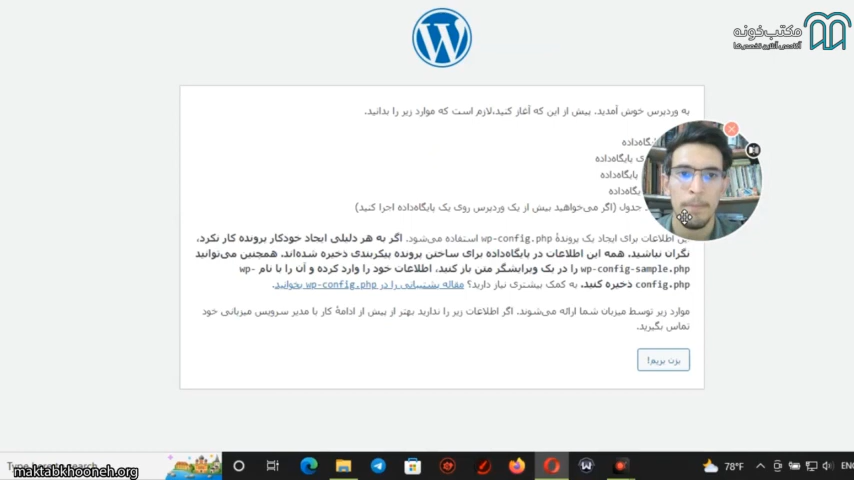 مکتب‌خونه
آکادمی آنلاین تخصص‌ها
به وردپرس خوش آمدید. پیش از این که آغاز کنید،لازم است که موارد زیر را بدانید.
پایگاه‌داده
ی پایگاه‌داده
پایگاه‌داده
یگاه‌داده
جدول (اگر می‌خواهید بیش از یک وردپرس روی یک پایگاه‌داده اجرا کنید)
این اطلاعات برای ایجاد یک پروندهٔ wp-config.php استفاده می‌شود. اگر به هر دلیلی ایجاد خودکار پرونده کار نکرد،
نگران نباشید. همه این اطلاعات در پایگاه‌داده برای ساختن پرونده پیکربندی ذخیره شده‌اند. همچنین می‌توانید
wp-config-sample.php را در یک ویرایشگر متن باز کنید، اطلاعات خود را وارد کرده و آن را با نام wp-
config.php ذخیره کنید. به کمک بیشتری نیاز دارید؟ مقاله پشتیبانی را در wp-config.php بخوانید.
موارد زیر توسط میزبان شما ارائه می‌شوند. اگر اطلاعات زیر را ندارید بهتر از پیش از ادامهٔ کار با مدیر سرویس میزبانی خود
تماس بگیرید.
بزن بریم!
maktabkhooneh.org
78°F
ENG